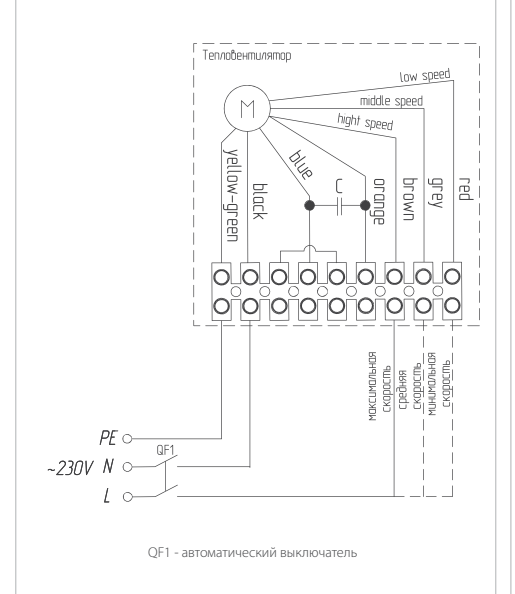 Тепловентилятор
low speed
M
middle speed
hight speed
yellow-green
black
blue
C
orange
brown
grey
red
максимальная
скорость
средняя
скорость
минимальная
скорость
PE
QF1
~230V N
L
QF1 - автоматический выключатель